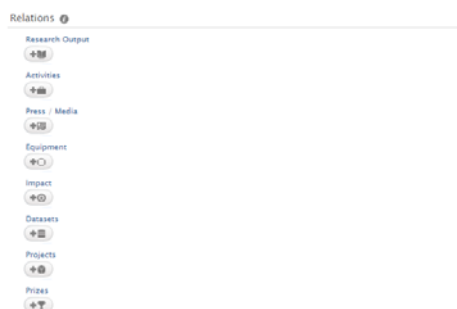 Relations
Research Output
Activities
Press / Media
Equipment
Impact
Datasets
Projects
Prizes